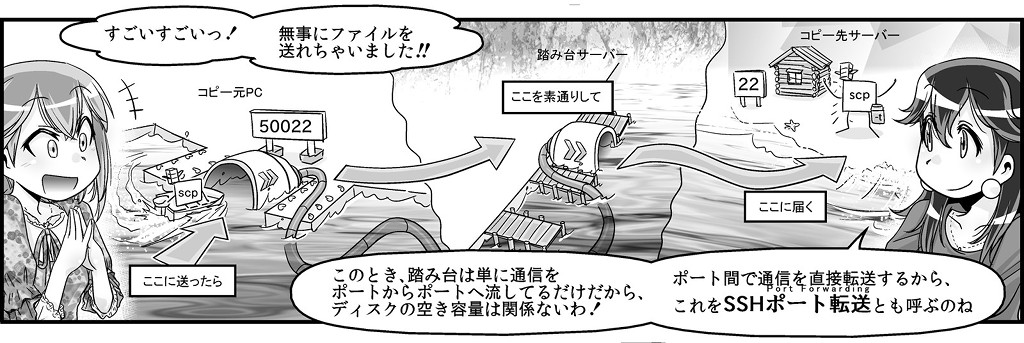 すごいすごいっ!
無事にファイルを
送れちゃいました!!
コピー元PC
50022
scp
ここに送ったら
踏み台サーバー
ここを素通りして
コピー先サーバー
22
scp
-t
ここに届く
このとき、踏み台は単に通信を
ポートからポートへ流してるだけだから、
ディスクの空き容量は関係ないわ!
ポート間で通信を直接転送するから、
Port Forwarding
これをSSHポート転送とも呼ぶのね